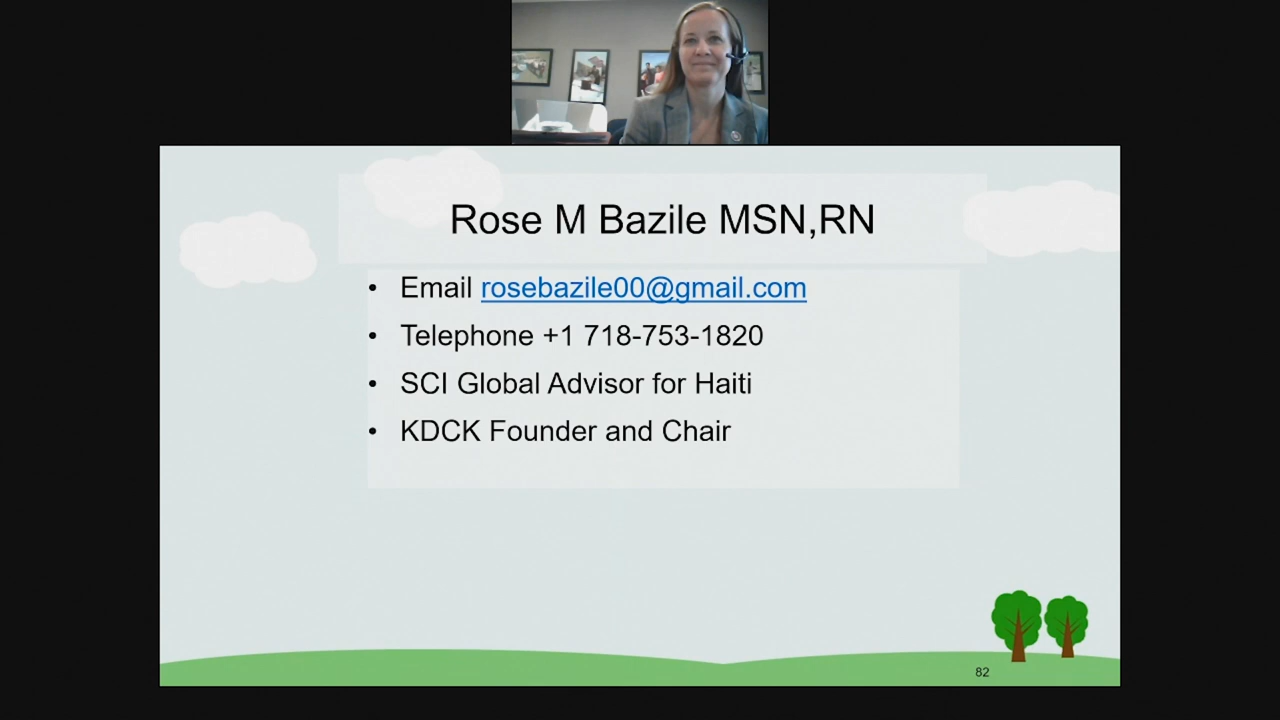 Rose M Bazile MSN,RN
• Email rosebazile00@gmail.com
• Telephone +1 718-753-1820
• SCI Global Advisor for Haiti
• KDCK Founder and Chair
82